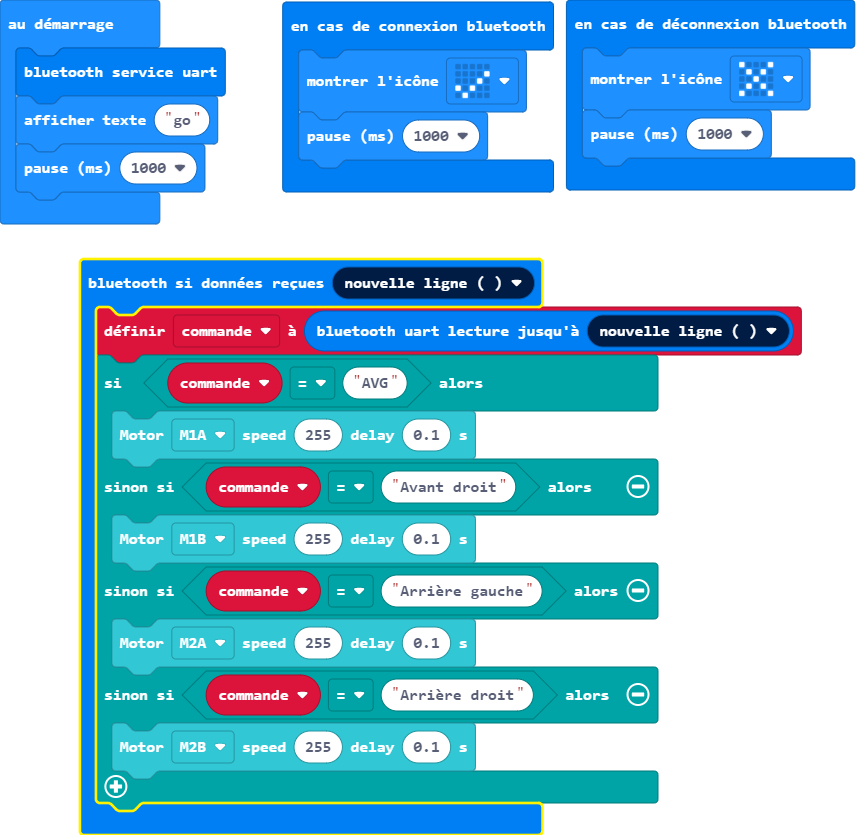 au démarrage
bluetooth service uart
afficher texte "go"
pause (ms) 1000
en cas de connexion bluetooth
montrer l'icône
pause (ms) 1000
en cas de déconnexion bluetooth
montrer l'icône
pause (ms) 1000
bluetooth si données reçues nouvelle ligne ( )
définir commande à bluetooth uart lecture jusqu'à nouvelle ligne ( )
si commande = "AVG" alors
Motor M1A speed 255 delay 0.1 s
sinon si commande = "Avant droit" alors
Motor M1B speed 255 delay 0.1 s
sinon si commande = "Arrière gauche" alors
Motor M2A speed 255 delay 0.1 s
sinon si commande = "Arrière droit" alors
Motor M2B speed 255 delay 0.1 s